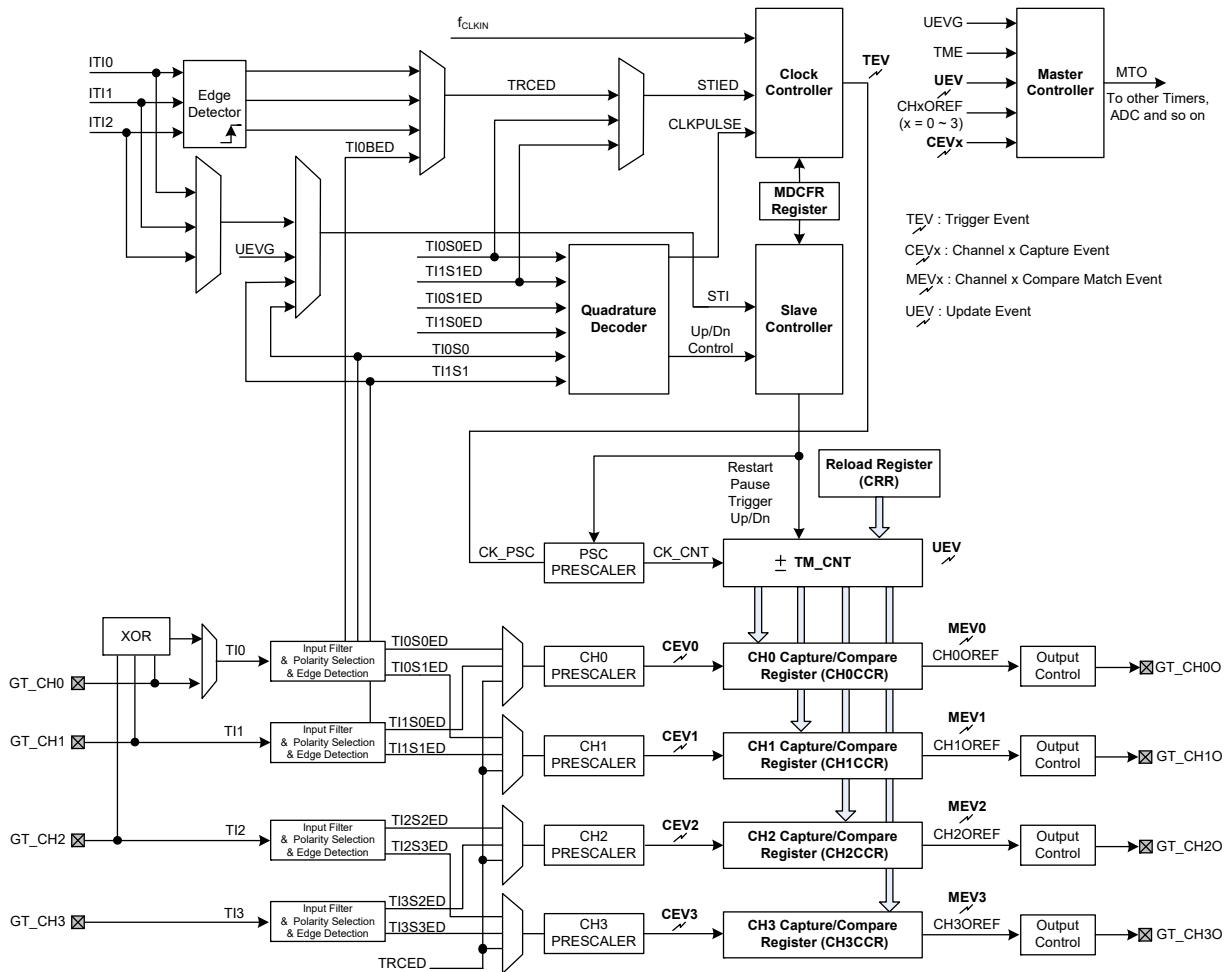 fCLKIN
UEVG
TME
UEV
CHxOREF
(x = 0 ~ 3)
CEVx
Master
Controller
MTO
To other Timers,
ADC and so on
ITI0
ITI1
ITI2
Edge
Detector
TRCED
STIED
CLKPULSE
Clock
Controller
TEV
TI0BED
MDCFR
Register
TEV : Trigger Event
CEVx : Channel x Capture Event
MEVx : Channel x Compare Match Event
UEV : Update Event
UEVG
TI0S0ED
TI1S1ED
TI0S1ED
TI1S0ED
TI0S0
TI1S1
Quadrature
Decoder
STI
Up/Dn
Control
Slave
Controller
Restart
Pause
Trigger
Up/Dn
Reload Register
(CRR)
CK_PSC
PSC
PRESCALER
CK_CNT
± TM_CNT
UEV
XOR
GT_CH0
TI0
Input Filter
& Polarity Selection
& Edge Detection
TI0S0ED
TI0S1ED
CH0
PRESCALER
CEV0
CH0 Capture/Compare
Register (CH0CCR)
MEV0
CH0OREF
Output
Control
GT_CH0O
GT_CH1
TI1
Input Filter
& Polarity Selection
& Edge Detection
TI1S0ED
TI1S1ED
CH1
PRESCALER
CEV1
CH1 Capture/Compare
Register (CH1CCR)
MEV1
CH1OREF
Output
Control
GT_CH1O
GT_CH2
TI2
Input Filter
& Polarity Selection
& Edge Detection
TI2S2ED
TI2S3ED
CH2
PRESCALER
CEV2
CH2 Capture/Compare
Register (CH2CCR)
MEV2
CH2OREF
Output
Control
GT_CH2O
GT_CH3
TI3
Input Filter
& Polarity Selection
& Edge Detection
TI3S2ED
TI3S3ED
CH3
PRESCALER
CEV3
CH3 Capture/Compare
Register (CH3CCR)
MEV3
CH3OREF
Output
Control
GT_CH3O
TRCED